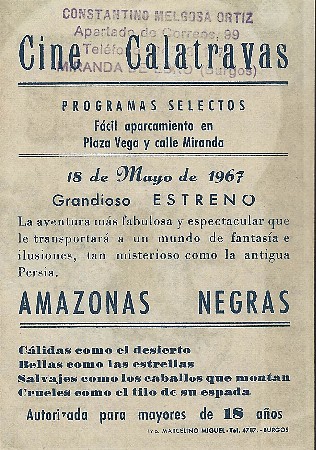 CONSTANTINO MELGOSA ORTIZ
Apartado de Correos, 99
Cine Calatravas
Teléfo
MIRANDA DE EBRO (Burgos)
PROGRAMAS SELECTOS
Fácil aparcamiento en
Plaza Vega y calle Miranda
18 de Mayo de 1967
Grandioso ESTRENO
La aventura más fabulosa y espectacular que
le transportará a un mundo de fantasía e
ilusiones, tan misterioso como la antigua
Persia.
AMAZONAS NEGRAS
Cálidas como el desierto
Bellas como las estrellas
Salvajes como los caballos que montan
Crueles como el filo de su espada
Autorizada para mayores de 18 años
Imp. MARCELINO MIGUEL.-Tel. 4787.-BURGOS